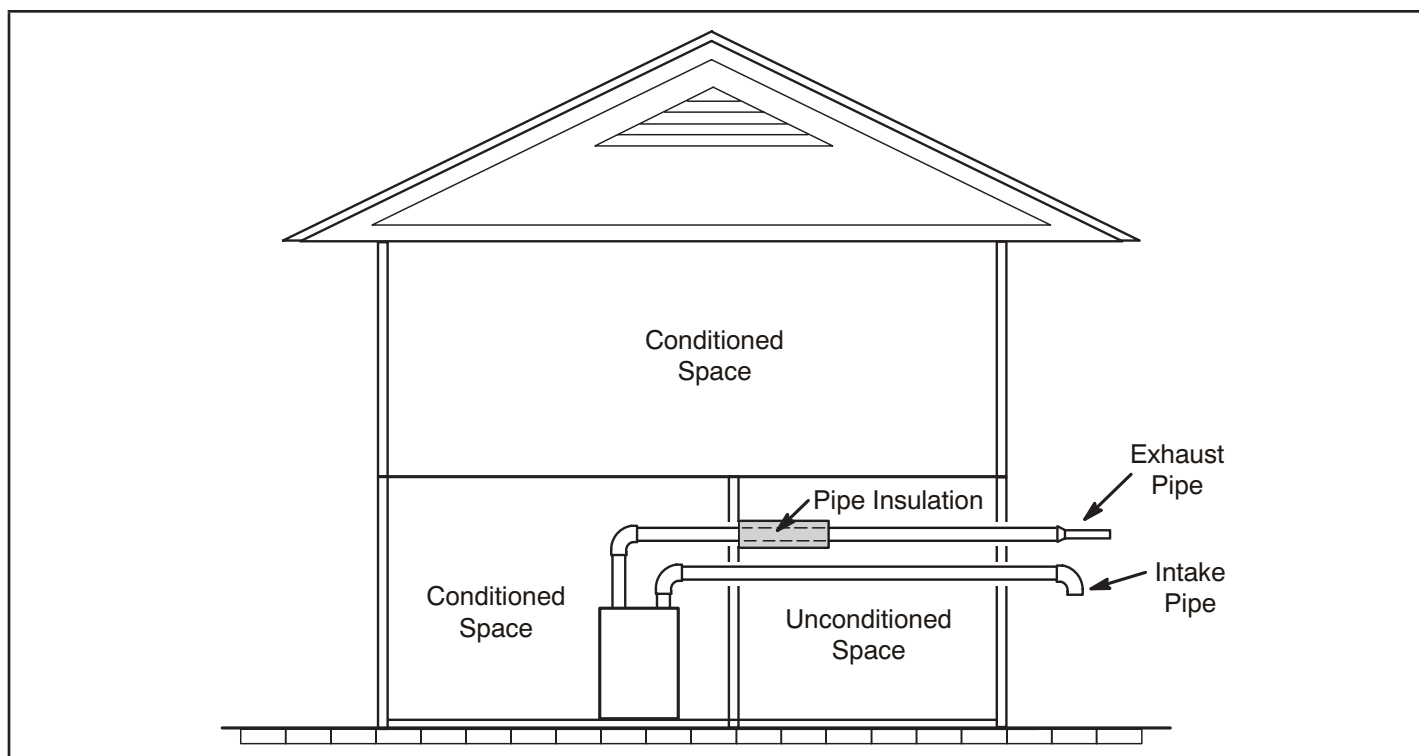 Conditioned
Space
Exhaust
Pipe
Pipe Insulation
Conditioned
Space
Unconditioned
Space
Intake
Pipe